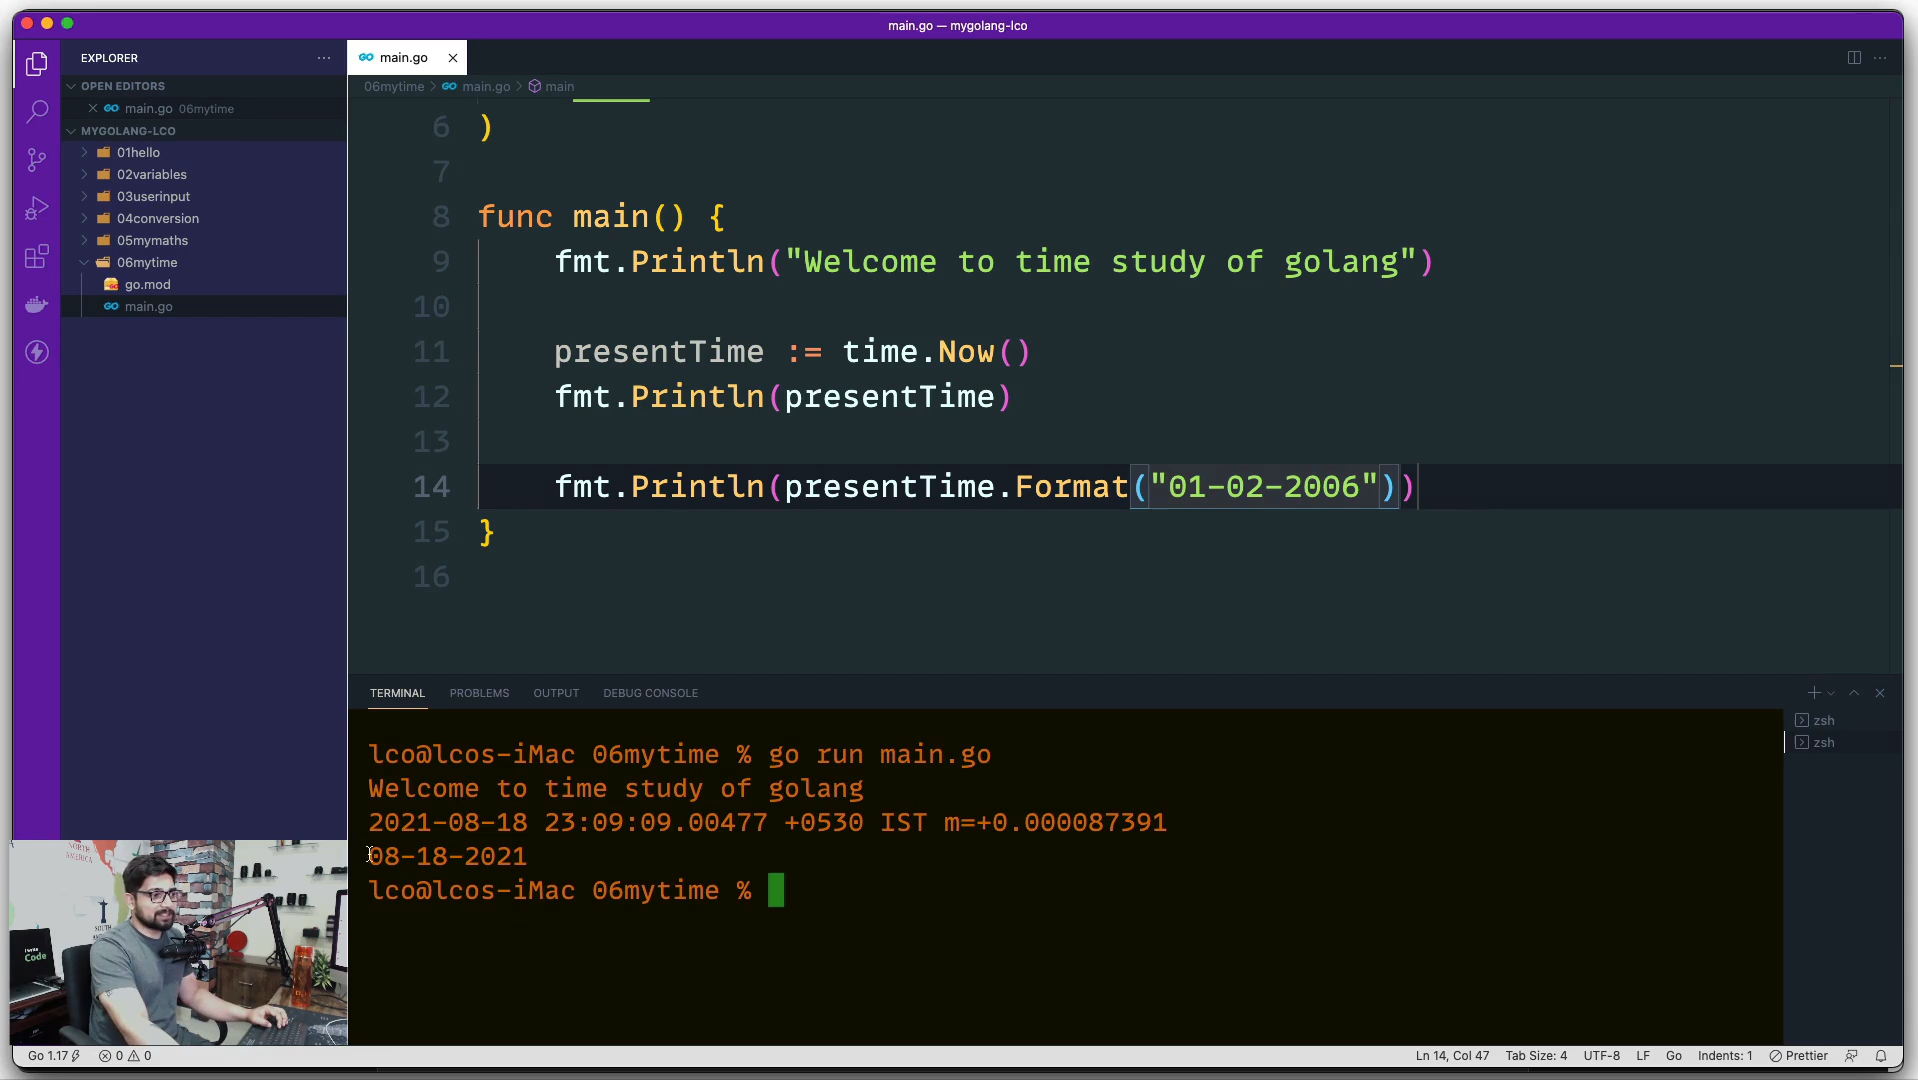 main.go — mygolang-lco
EXPLORER
main.go
OPEN EDITORS
main.go 06mytime
MYGOLANG-LCO
01hello
02variables
03userinput
04conversion
05mymaths
06mytime
go.mod
main.go
06mytime > main.go > main
6 )
7
8 func main() {
9 fmt.Println("Welcome to time study of golang")
10
11 presentTime := time.Now()
12 fmt.Println(presentTime)
13
14 fmt.Println(presentTime.Format("01-02-2006"))
15 }
16
TERMINAL PROBLEMS OUTPUT DEBUG CONSOLE
zsh
zsh
lco@lcos-iMac 06mytime % go run main.go
Welcome to time study of golang
2021-08-18 23:09:09.00477 +0530 IST m=+0.000087391
08-18-2021
lco@lcos-iMac 06mytime %
NORTH
AMERICA
SOUTH
I write
Code
Go 1.17 0 0 Ln 14, Col 47 Tab Size: 4 UTF-8 LF Go Indents: 1 Prettier